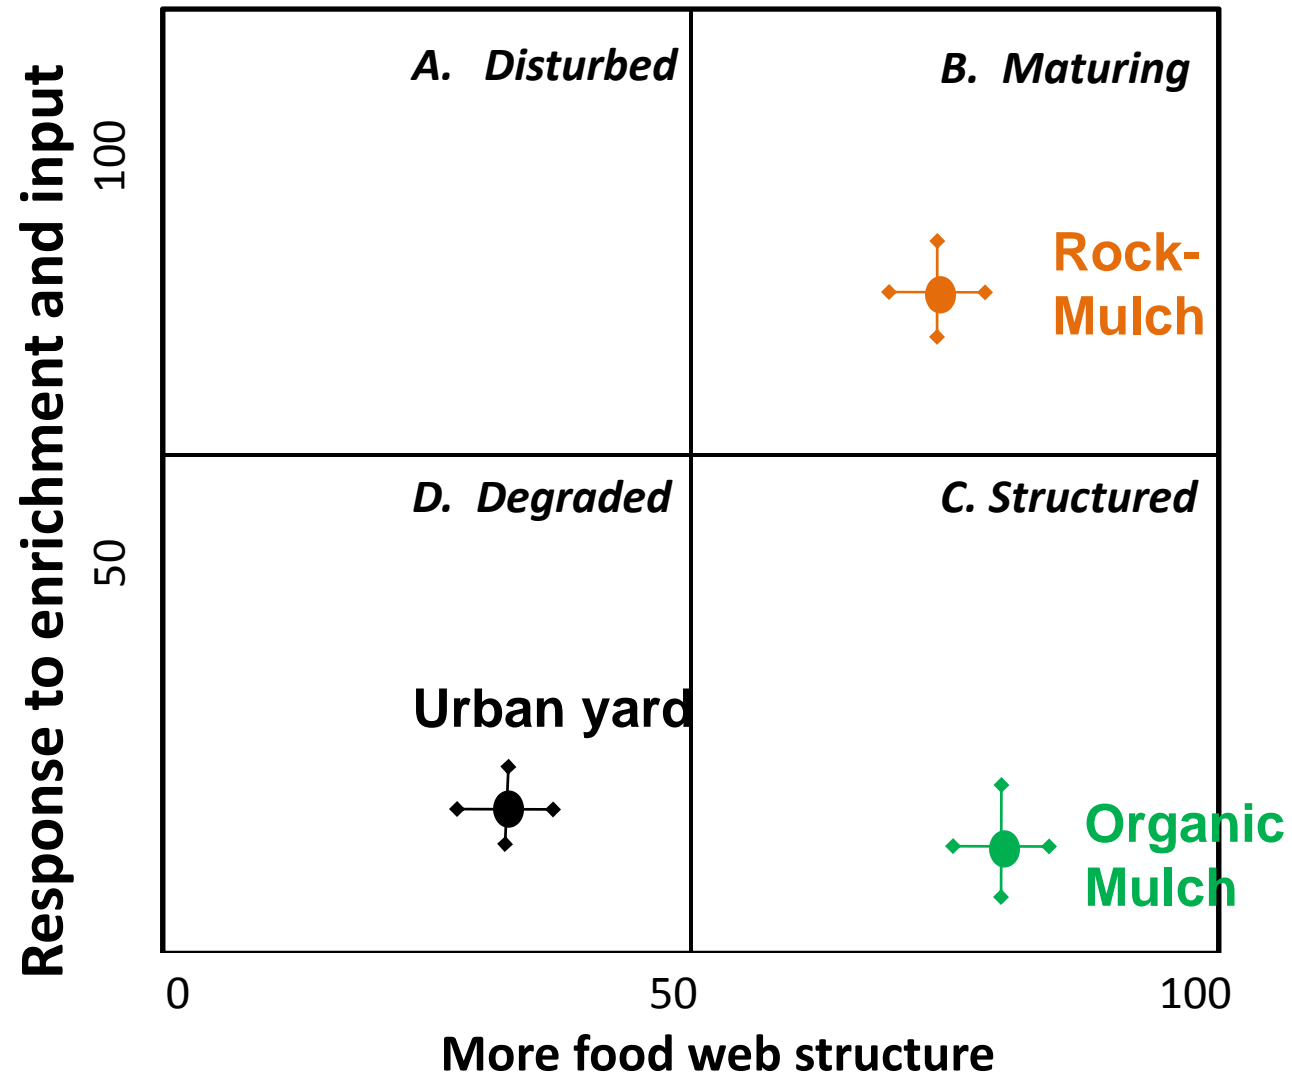 A. Disturbed
B. Maturing
Response to enrichment and input
100
Rock-
Mulch
D. Degraded
C. Structured
50
Urban yard
Organic
Mulch
0
50
100
More food web structure